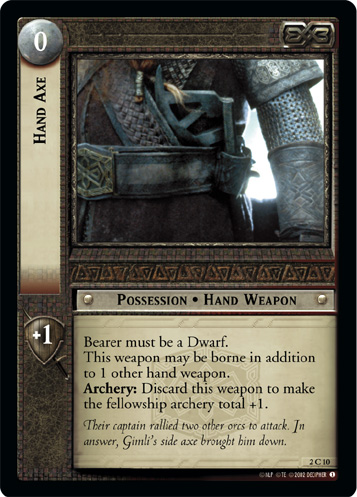 0
HAND AXE
POSSESSION • HAND WEAPON
+1
Bearer must be a Dwarf.
This weapon may be borne in addition
to 1 other hand weapon.
Archery: Discard this weapon to make
the fellowship archery total +1.
Their captain rallied two other orcs to attack. In
answer, Gimli's side axe brought him down.
2 C 10
© NLP © TE © 2002 DECIPHER